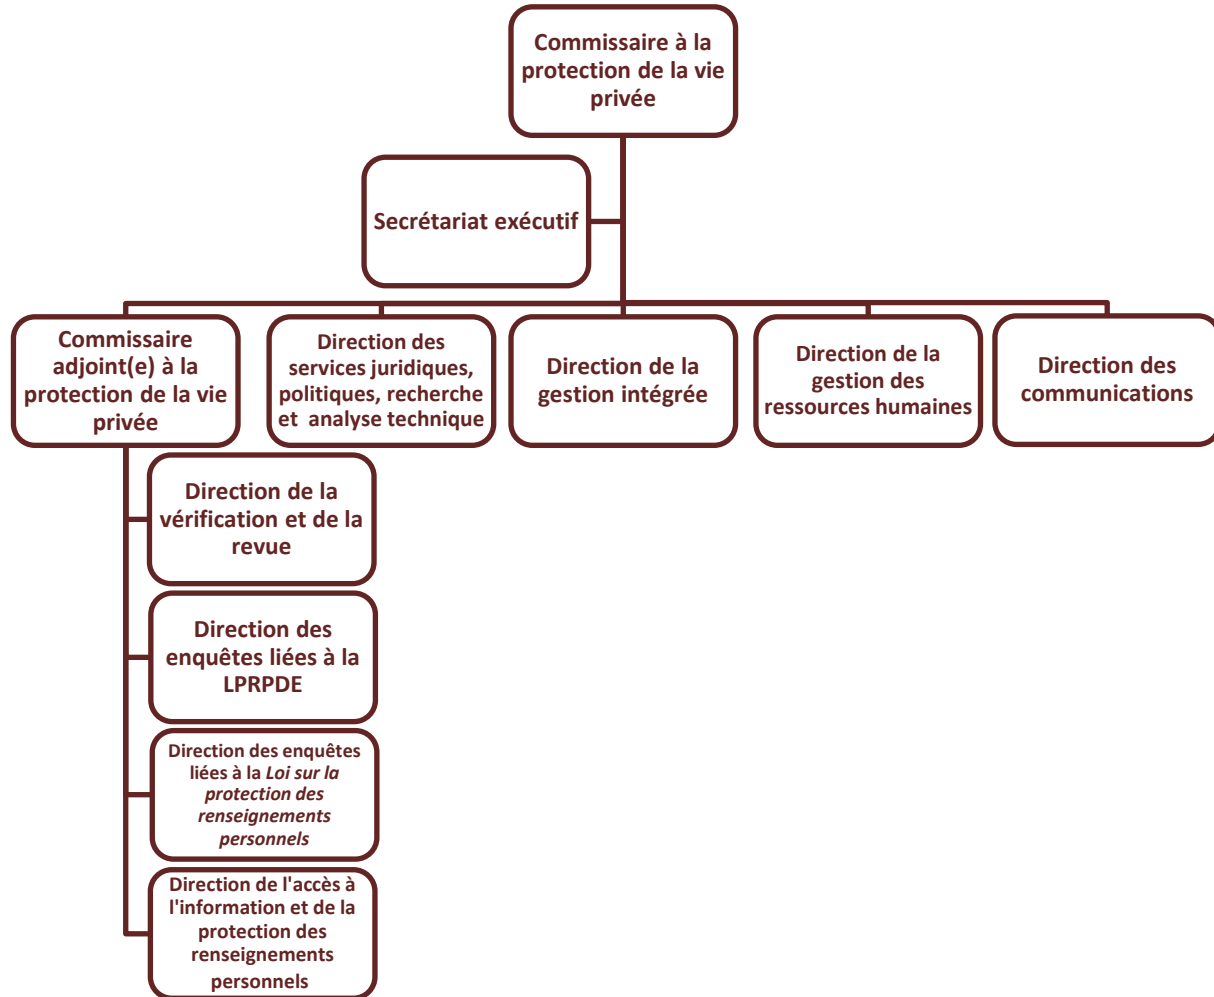 Commissaire à la
protection de la vie
privée
Secrétariat exécutif
Commissaire
adjoint(e) à la
protection de la vie
privée
Direction des
services juridiques,
politiques, recherche
et  analyse technique
Direction de la
gestion intégrée
Direction de la
gestion des
ressources humaines
Direction des
communications
Direction de la
vérification et de la
revue
Direction des
enquêtes liées à la
LPRPDE
Direction des enquêtes
liées à la Loi sur la
protection des
renseignements
personnels
Direction de l'accès à
l'information et de la
protection des
renseignements
personnels